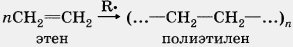 nCH₂=CH₂ R• → (...—CH₂—CH₂—...)ₙ
этен полиэтилен